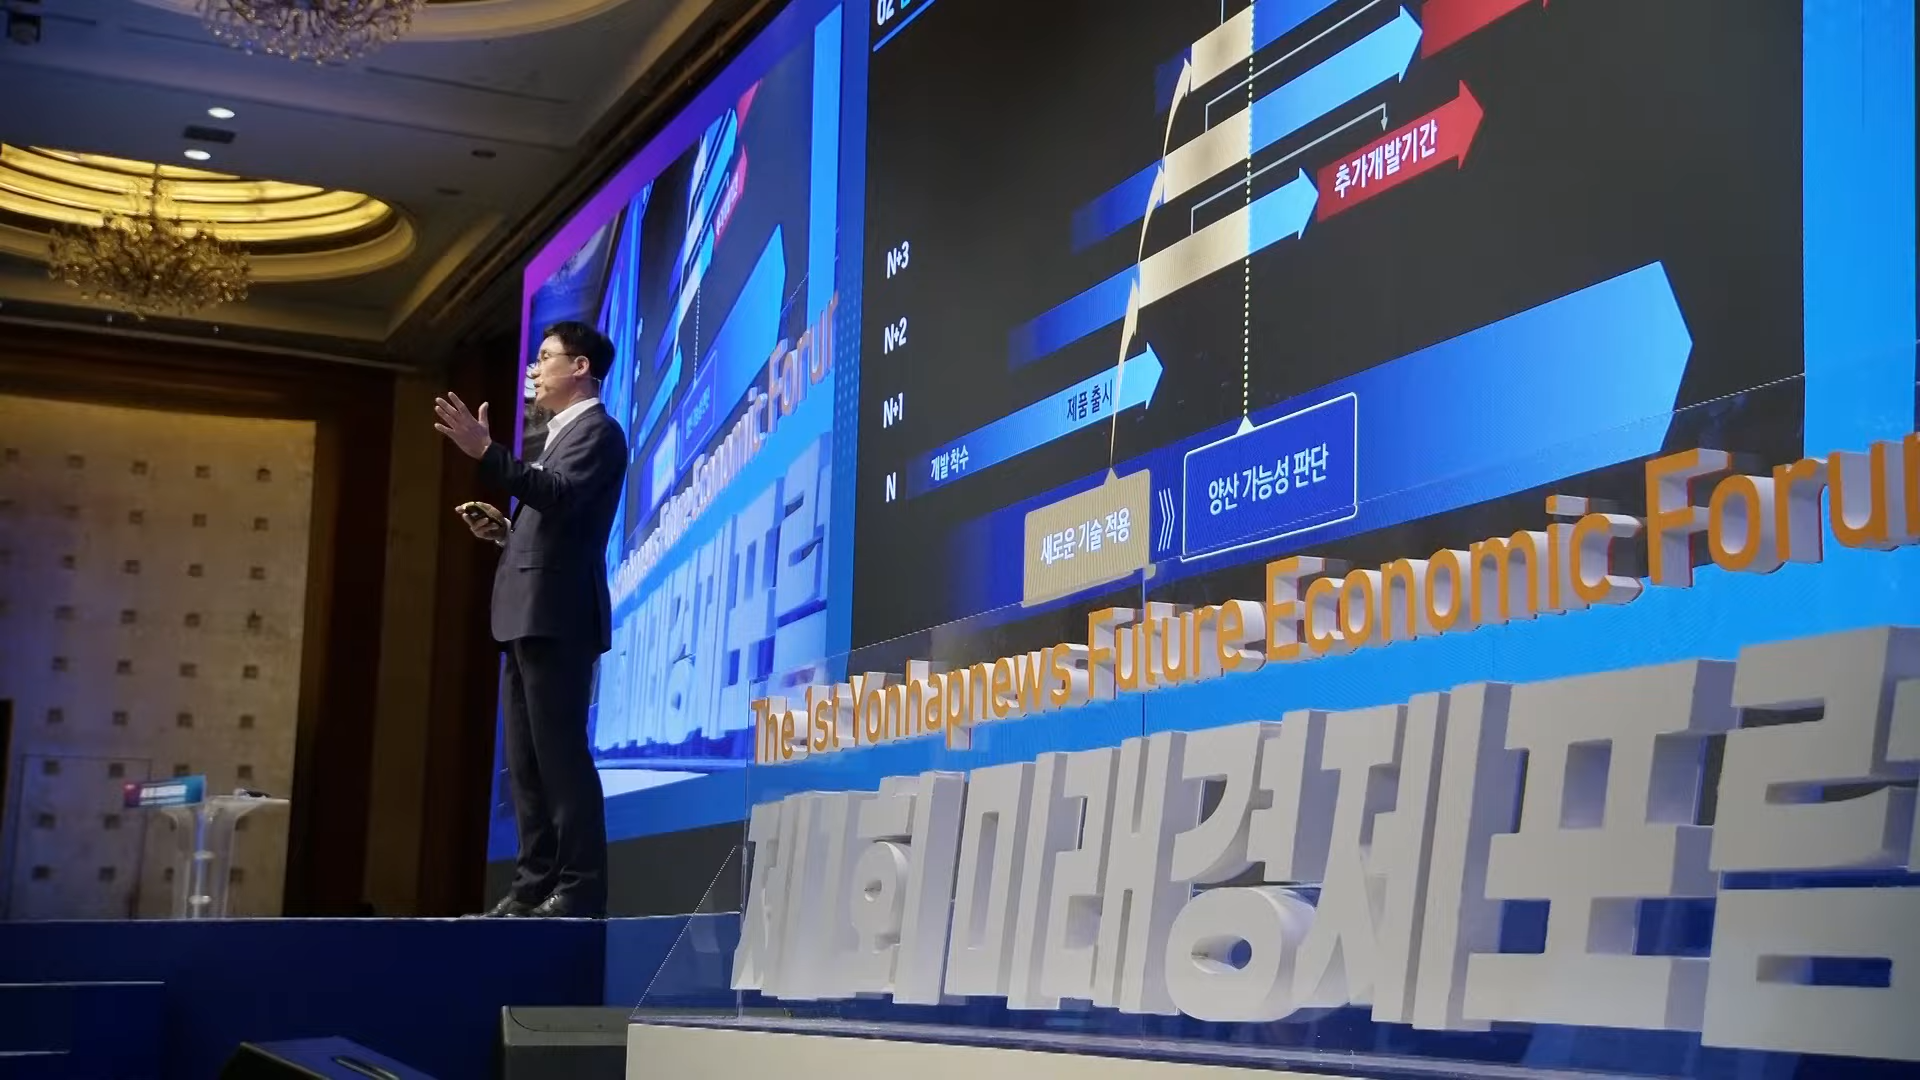 02
추가개발기간
N+3
N+2
N+1
제품 출시
개발 착수
N
양산 가능성 판단
새로운 기술 적용
The 1st Yonhapnews Future Economic Forum
제1회 미래경제포럼